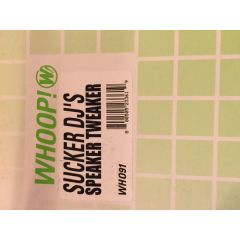 WHOOP! W
SUCKER DJ'S
SPEAKER TWEAKER
WH091